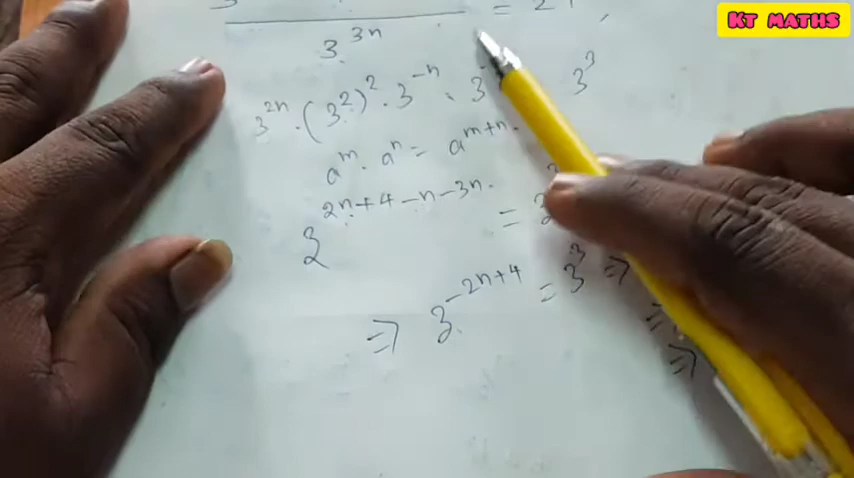 KT MATHS
= 27,
3^{3n}
3^{2n} . (3^2)^2 . 3^{-n} . 3 3^3
a^m . a^n = a^{m+n}.
3^{2n+4-n-3n} . =
⇒ 3^{-2n+4} = 3^3 ⇒
⇒
⇒